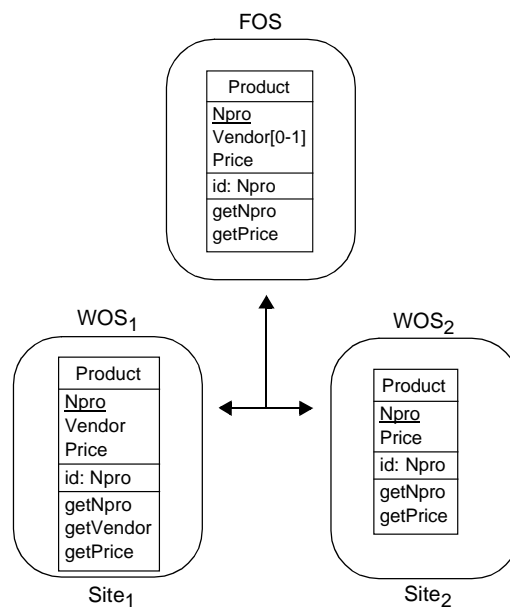 FOS
Product
Npro
Vendor[0-1]
Price
id: Npro
getNpro
getPrice
WOS1
Product
Npro
Vendor
Price
id: Npro
getNpro
getVendor
getPrice
Site1
WOS2
Product
Npro
Price
id: Npro
getNpro
getPrice
Site2